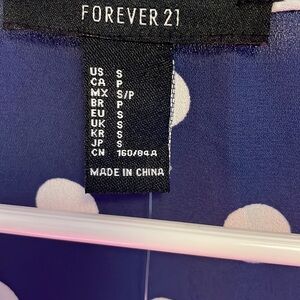 FOREVER 21
US S
CA P
MX S/P
BR P
EU S
UK S
KR S
JP S
CN 160/84A
MADE IN CHINA